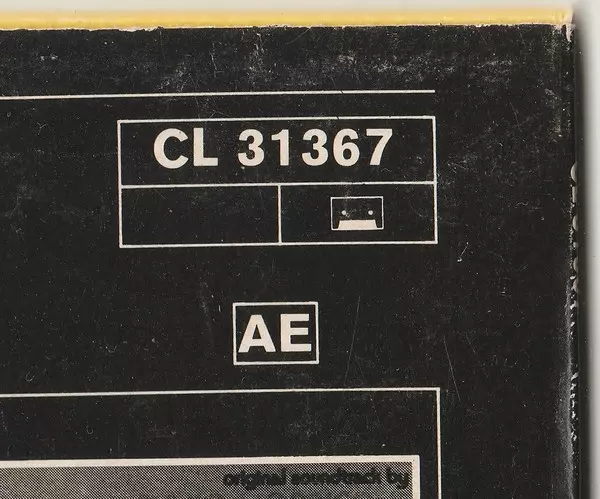 CL 31367
AE
original soundtrack by